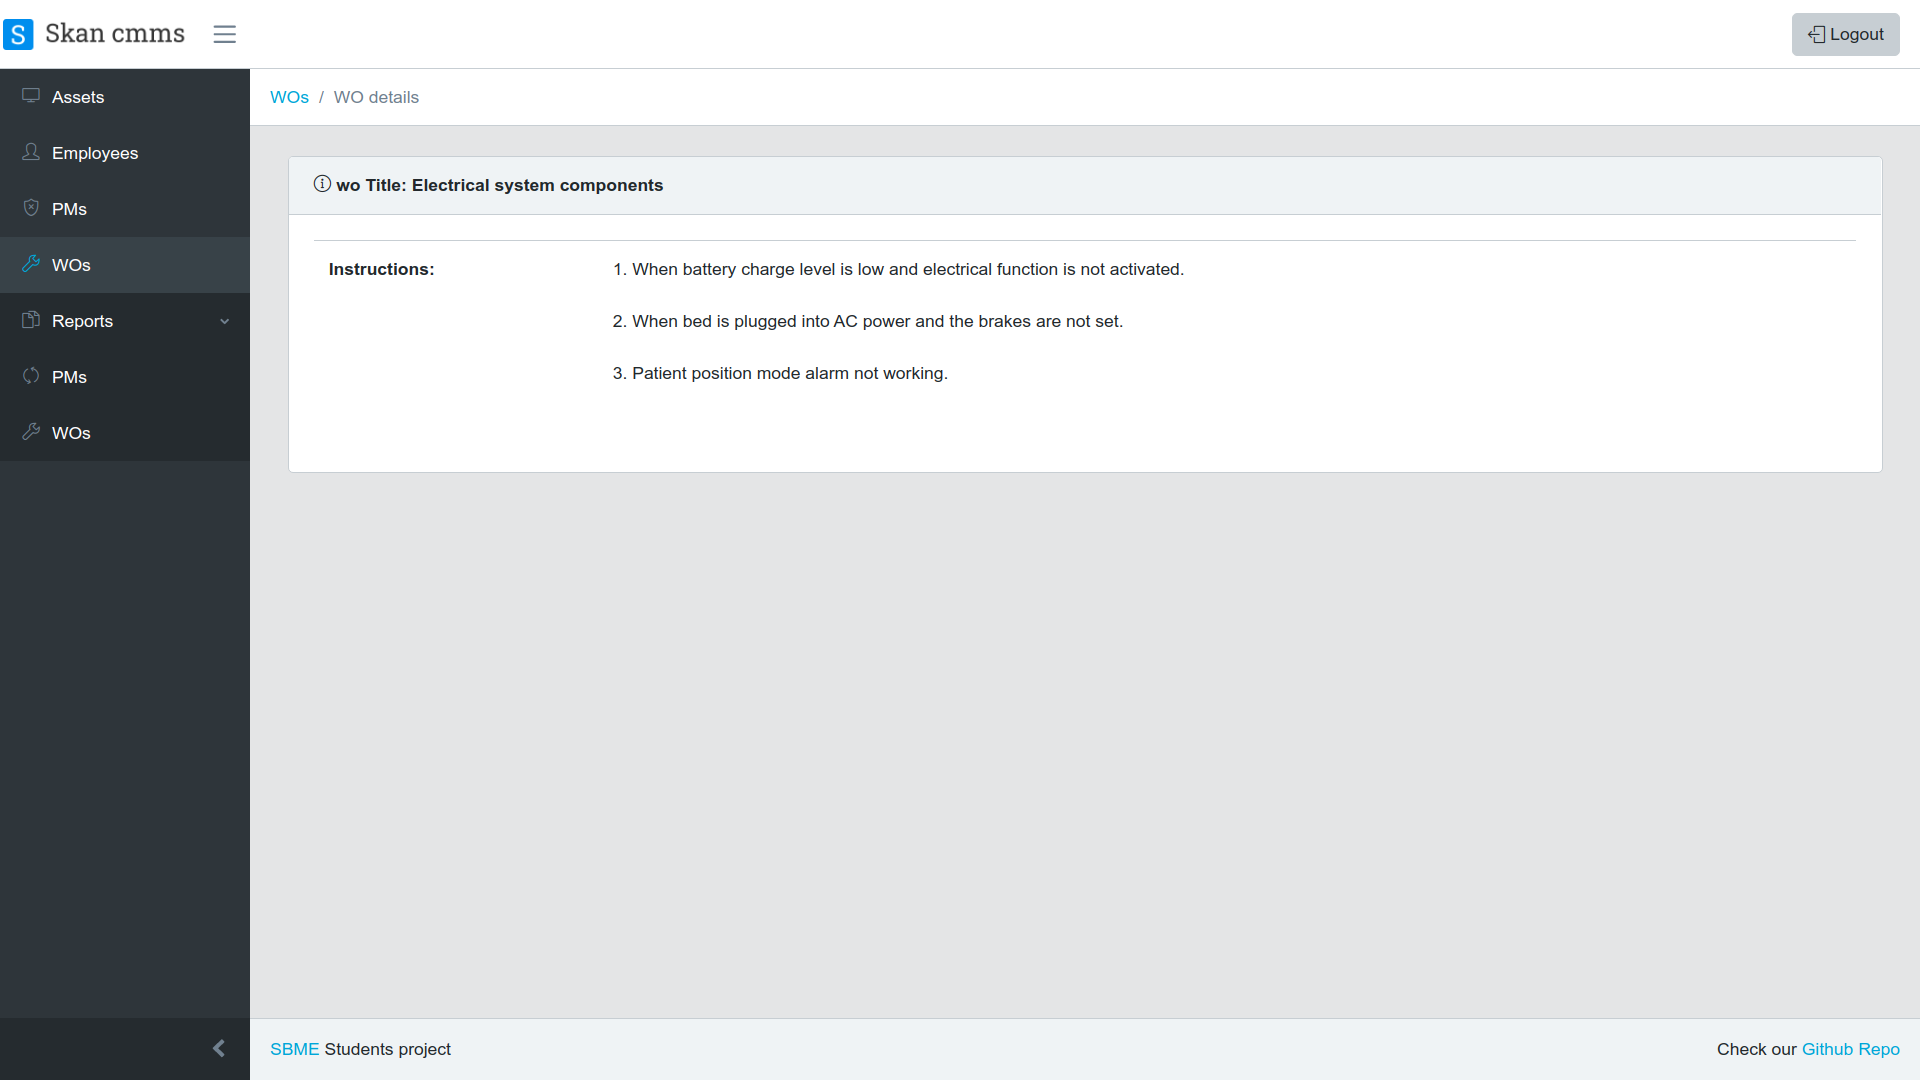 S Skan cmms
Logout
Assets
Employees
PMs
WOs
Reports
PMs
WOs
WOs / WO details
wo Title: Electrical system components
Instructions:
1. When battery charge level is low and electrical function is not activated.
2. When bed is plugged into AC power and the brakes are not set.
3. Patient position mode alarm not working.
SBME Students project
Check our Github Repo